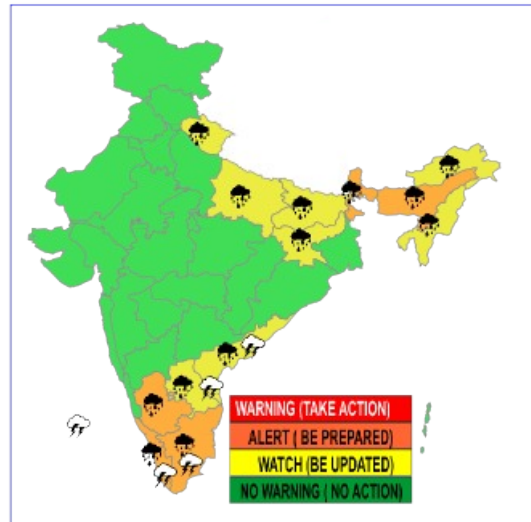 WARNING (TAKE ACTION)
ALERT ( BE PREPARED)
WATCH (BE UPDATED)
NO WARNING ( NO ACTION)